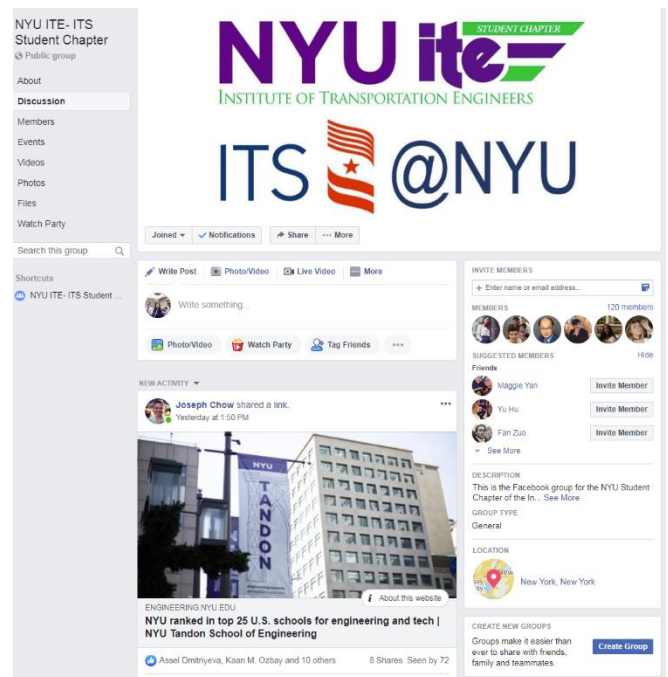 NYU ITE- ITS
Student Chapter
Public group
About
Discussion
Members
Events
Videos
Photos
Files
Watch Party
Search this group
Shortcuts
NYU ITE- ITS Student ...
NYU ite
STUDENT CHAPTER
INSTITUTE OF TRANSPORTATION ENGINEERS
ITS @NYU
Joined Notifications Share ... More
Write Post Photo/Video Live Video More
Write something...
Photo/Video Watch Party Tag Friends ...
NEW ACTIVITY
Joseph Chow shared a link.
Yesterday at 1:50 PM
NYU
TANDON
About this website
ENGINEERING.NYU.EDU
NYU ranked in top 25 U.S. schools for engineering and tech |
NYU Tandon School of Engineering
Assel Dmitriyeva, Kaan M. Ozbay and 10 others 8 Shares Seen by 72
INVITE MEMBERS
+ Enter name or email address...
MEMBERS 120 members
SUGGESTED MEMBERS Hide
Friends
Maggie Yan Invite Member
Yu Hu Invite Member
Fan Zuo Invite Member
See More
DESCRIPTION
This is the Facebook group for the NYU Student
Chapter of the In... See More
GROUP TYPE
General
LOCATION
New York, New York
CREATE NEW GROUPS
Groups make it easier than
ever to share with friends,
family and teammates.
Create Group